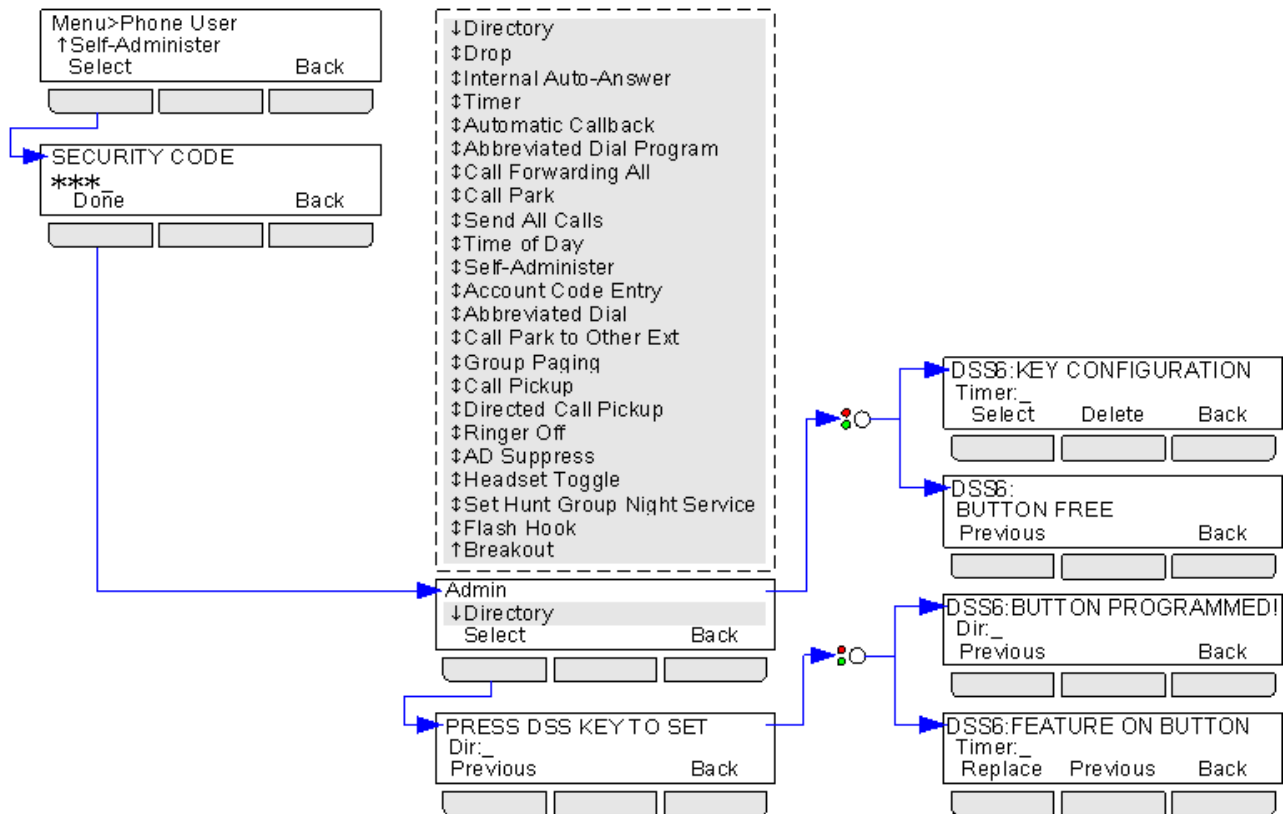 Menu>Phone User
↑Self-Administer
Select Back
SECURITY CODE
***_
Done Back
↓Directory
↕Drop
↕Internal Auto-Answer
↕Timer
↕Automatic Callback
↕Abbreviated Dial Program
↕Call Forwarding All
↕Call Park
↕Send All Calls
↕Time of Day
↕Self-Administer
↕Account Code Entry
↕Abbreviated Dial
↕Call Park to Other Ext
↕Group Paging
↕Call Pickup
↕Directed Call Pickup
↕Ringer Off
↕AD Suppress
↕Headset Toggle
↕Set Hunt Group Night Service
↕Flash Hook
↑Breakout
Admin
↓Directory
Select Back
PRESS DSS KEY TO SET
Dir:_
Previous Back
DSS6:KEY CONFIGURATION
Timer:_
Select Delete Back
DSS6:
BUTTON FREE
Previous Back
DSS6:BUTTON PROGRAMMED!
Dir:_
Previous Back
DSS6:FEATURE ON BUTTON
Timer:_
Replace Previous Back